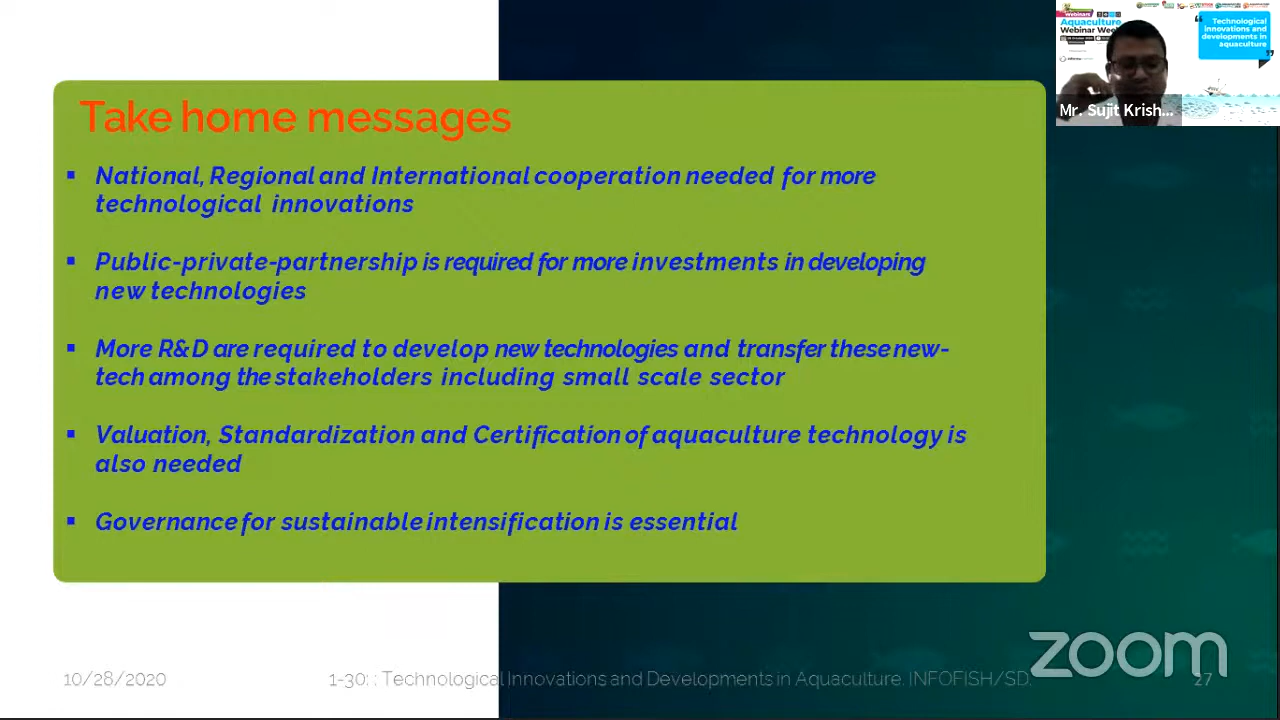 Take home messages
▪ National, Regional and International cooperation needed for more
technological innovations
▪ Public-private-partnership is required for more investments in developing
new technologies
▪ More R&D are required to develop new technologies and transfer these new-
tech among the stakeholders including small scale sector
▪ Valuation, Standardization and Certification of aquaculture technology is
also needed
▪ Governance for sustainable intensification is essential
10/28/2020
1-30: : Technological Innovations and Developments in Aquaculture. INFOFISH/SD.
27
zoom
Webinars
Aquaculture
Webinar Week
Technological
innovations and
developments in
aquaculture
Mr. Sujit Krish...